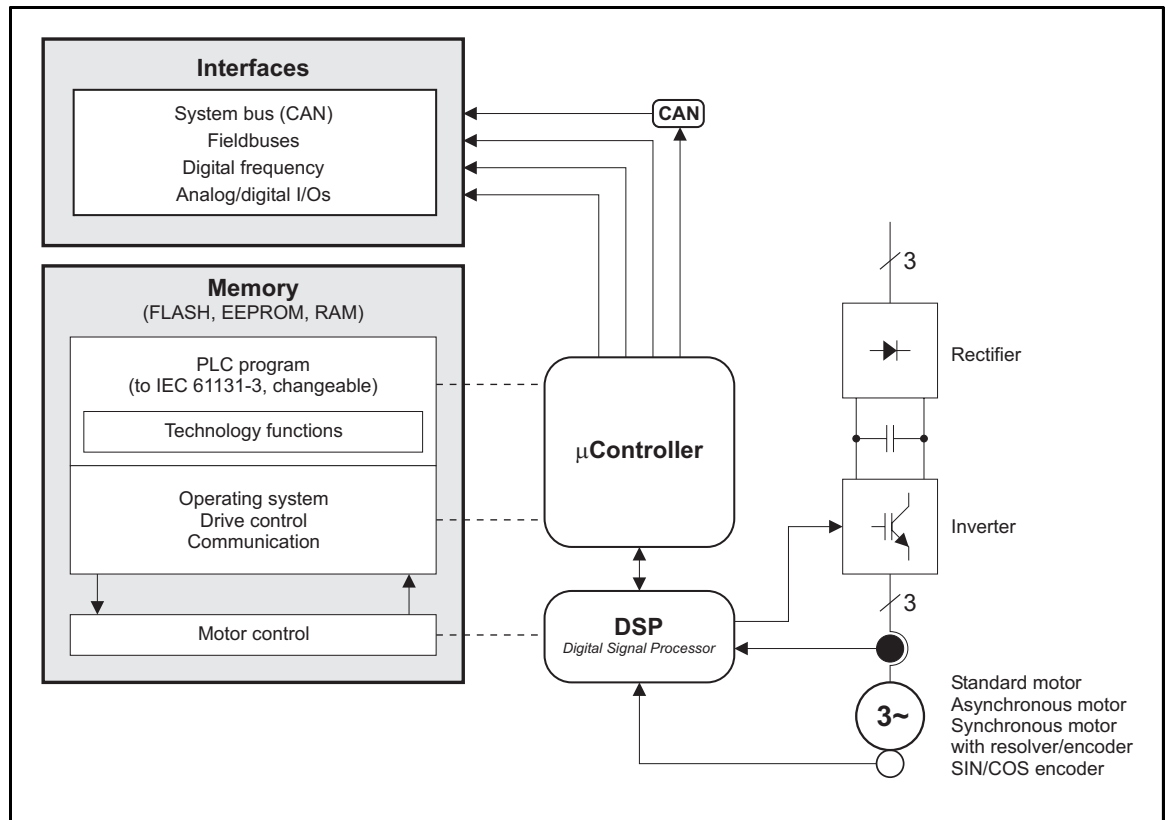 Interfaces
System bus (CAN)
Fieldbuses
Digital frequency
Analog/digital I/Os
CAN
Memory
(FLASH, EEPROM, RAM)
PLC program
(to IEC 61131-3, changeable)
Technology functions
Operating system
Drive control
Communication
Motor control
μController
DSP
Digital Signal Processor
3
Rectifier
Inverter
3
3~
Standard motor
Asynchronous motor
Synchronous motor
with resolver/encoder
SIN/COS encoder